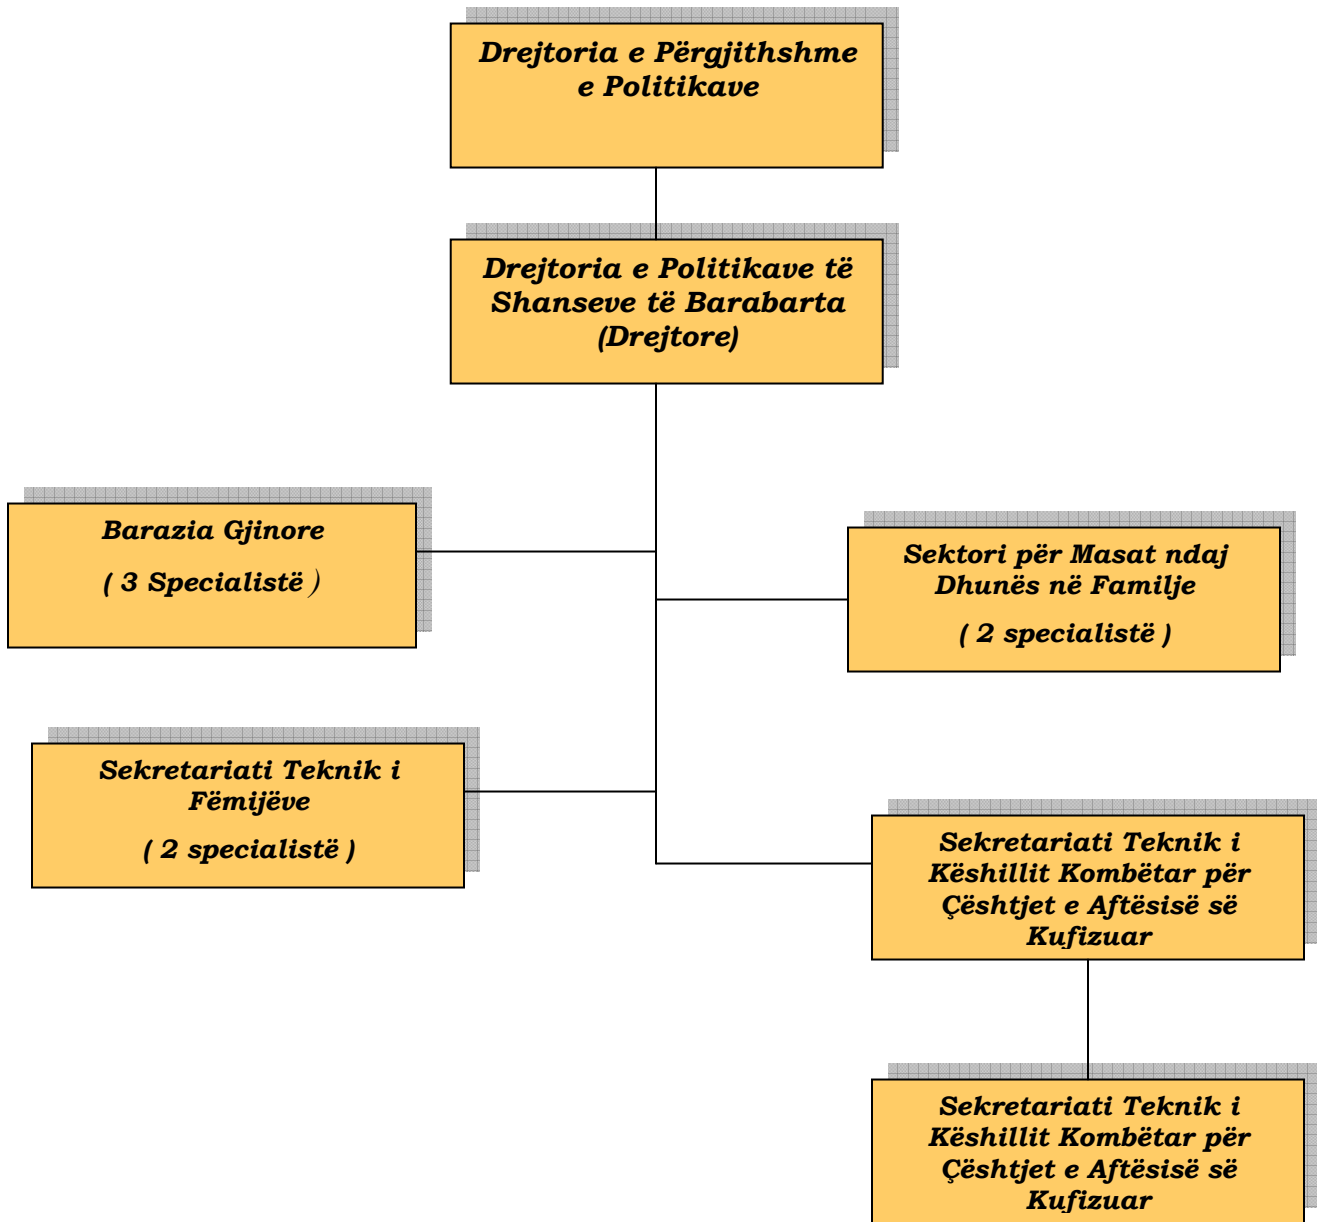 Drejtoria e Përgjithshme
e Politikave
Drejtoria e Politikave të
Shanseve të Barabarta
(Drejtore)
Barazia Gjinore
( 3 Specialistë )
Sektori për Masat ndaj
Dhunës në Familje
( 2 specialistë )
Sekretariati Teknik i
Fëmijëve
( 2 specialistë )
Sekretariati Teknik i
Këshillit Kombëtar për
Çështjet e Aftësisë së
Kufizuar
Sekretariati Teknik i
Këshillit Kombëtar për
Çështjet e Aftësisë së
Kufizuar